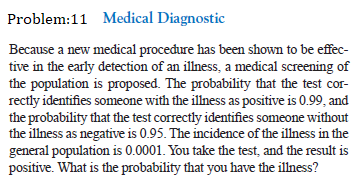 Problem:11 Medical Diagnostic
Because a new medical procedure has been shown to be effec-
tive in the early detection of an illness, a medical screening of
the population is proposed. The probability that the test cor-
rectly identifies someone with the illness as positive is 0.99, and
the probability that the test correctly identifies someone without
the illness as negative is 0.95. The incidence of the illness in the
general population is 0.0001. You take the test, and the result is
positive. What is the probability that you have the illness?